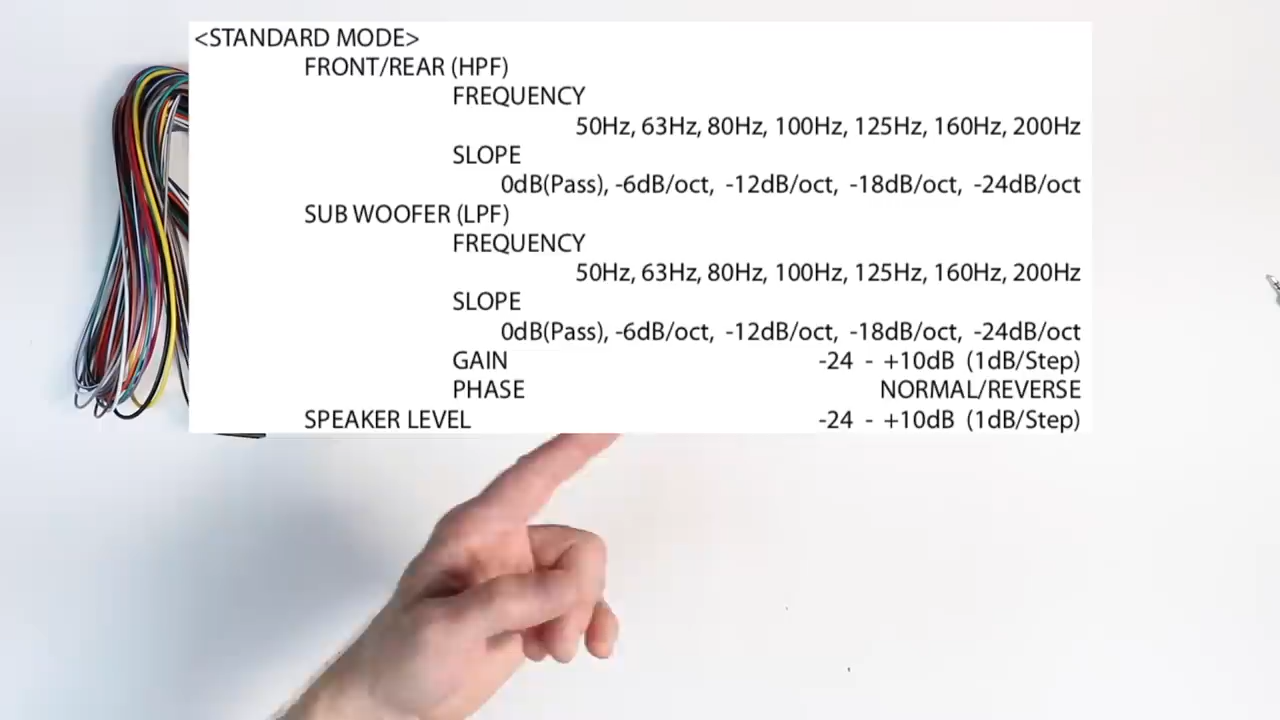 <STANDARD MODE>
FRONT/REAR (HPF)
FREQUENCY
50Hz, 63Hz, 80Hz, 100Hz, 125Hz, 160Hz, 200Hz
SLOPE
0dB(Pass), -6dB/oct, -12dB/oct, -18dB/oct, -24dB/oct
SUB WOOFER (LPF)
FREQUENCY
50Hz, 63Hz, 80Hz, 100Hz, 125Hz, 160Hz, 200Hz
SLOPE
0dB(Pass), -6dB/oct, -12dB/oct, -18dB/oct, -24dB/oct
GAIN -24 - +10dB (1dB/Step)
PHASE NORMAL/REVERSE
SPEAKER LEVEL -24 - +10dB (1dB/Step)